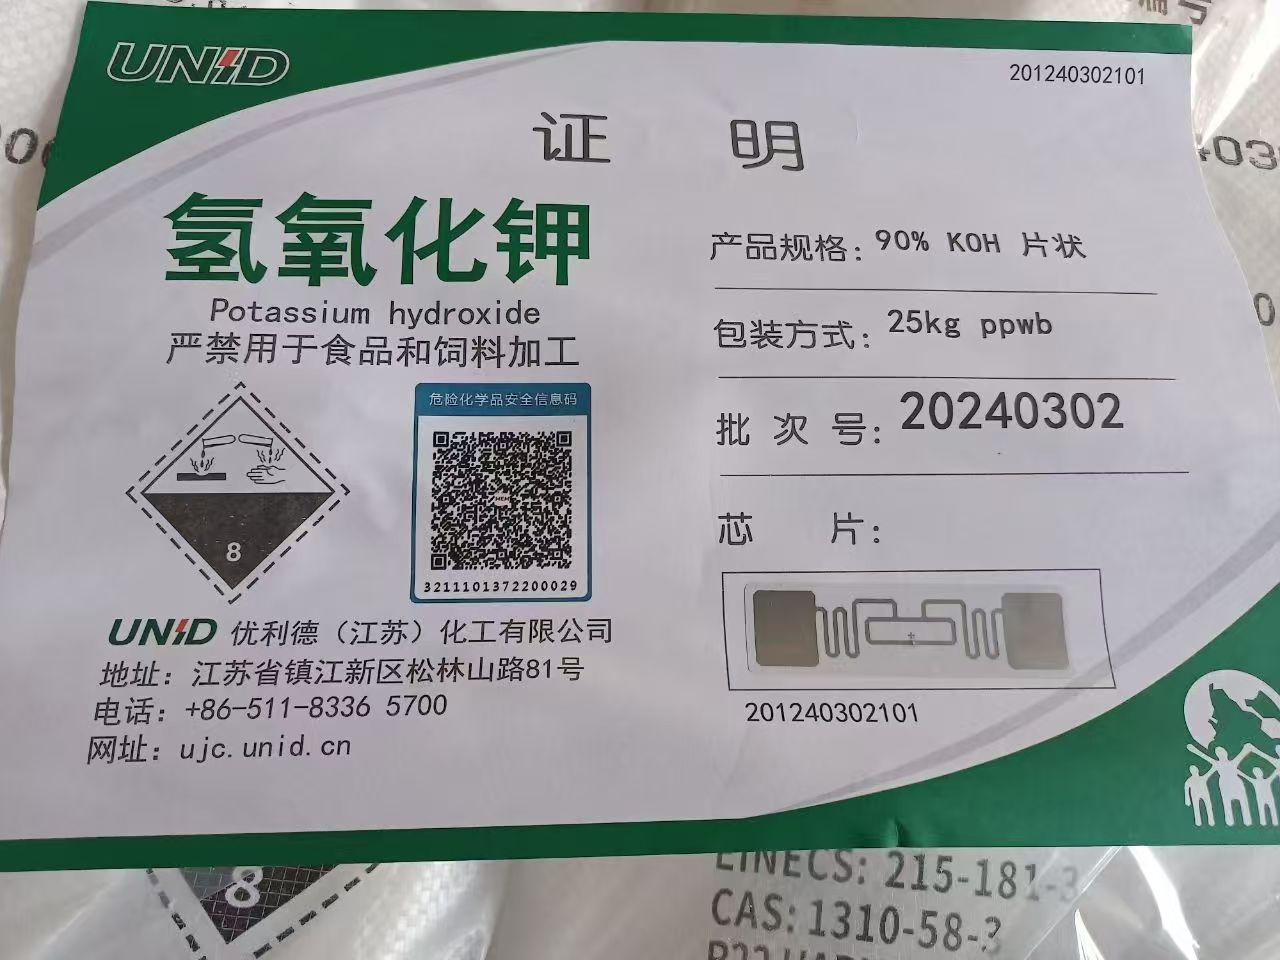 UNID
201240302101
证 明
氢氧化钾
Potassium hydroxide
严禁用于食品和饲料加工
产品规格: 90% KOH 片状
包装方式: 25kg ppwb
批 次 号: 20240302
芯 片:
201240302101
8
危险化学品安全信息码
3211101372200029
UNID 优利德（江苏）化工有限公司
地址: 江苏省镇江新区松林山路81号
电话: +86-511-8336 5700
网址: ujc.unid.cn
8
EINECS: 215-181-3
CAS: 1310-58-3